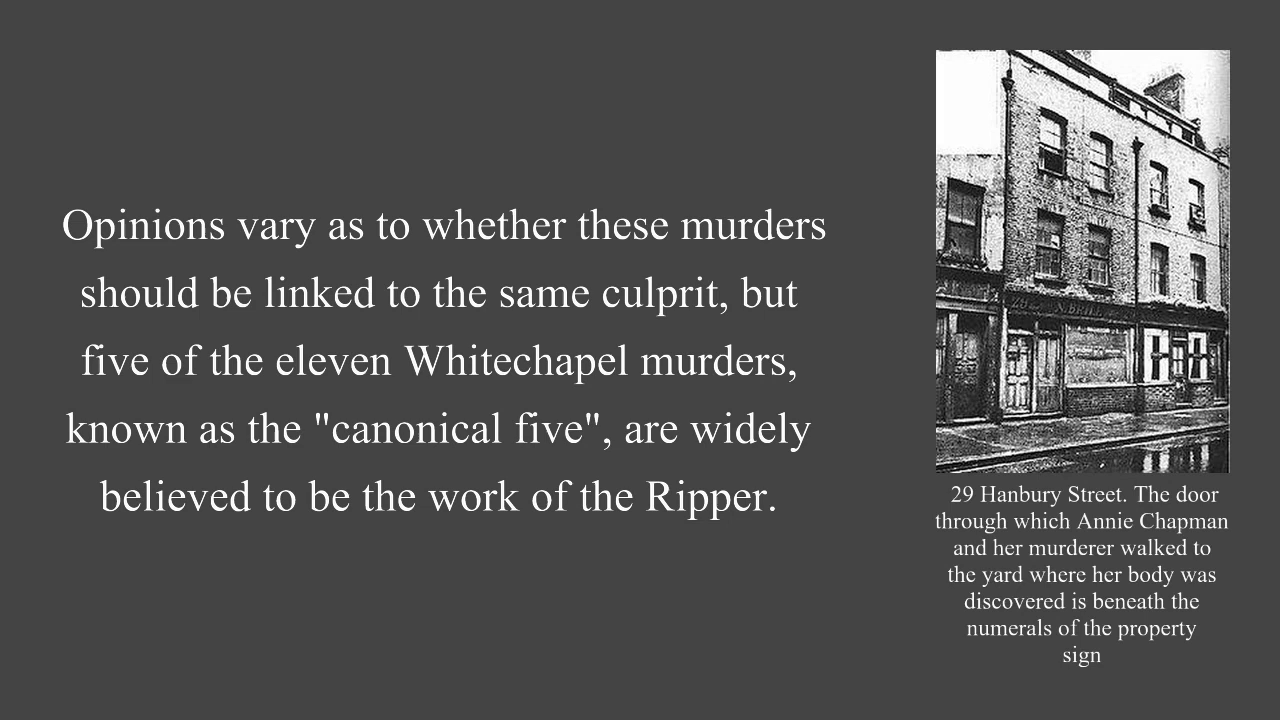 Opinions vary as to whether these murders
should be linked to the same culprit, but
five of the eleven Whitechapel murders,
known as the "canonical five", are widely
believed to be the work of the Ripper.
29 Hanbury Street. The door
through which Annie Chapman
and her murderer walked to
the yard where her body was
discovered is beneath the
numerals of the property
sign